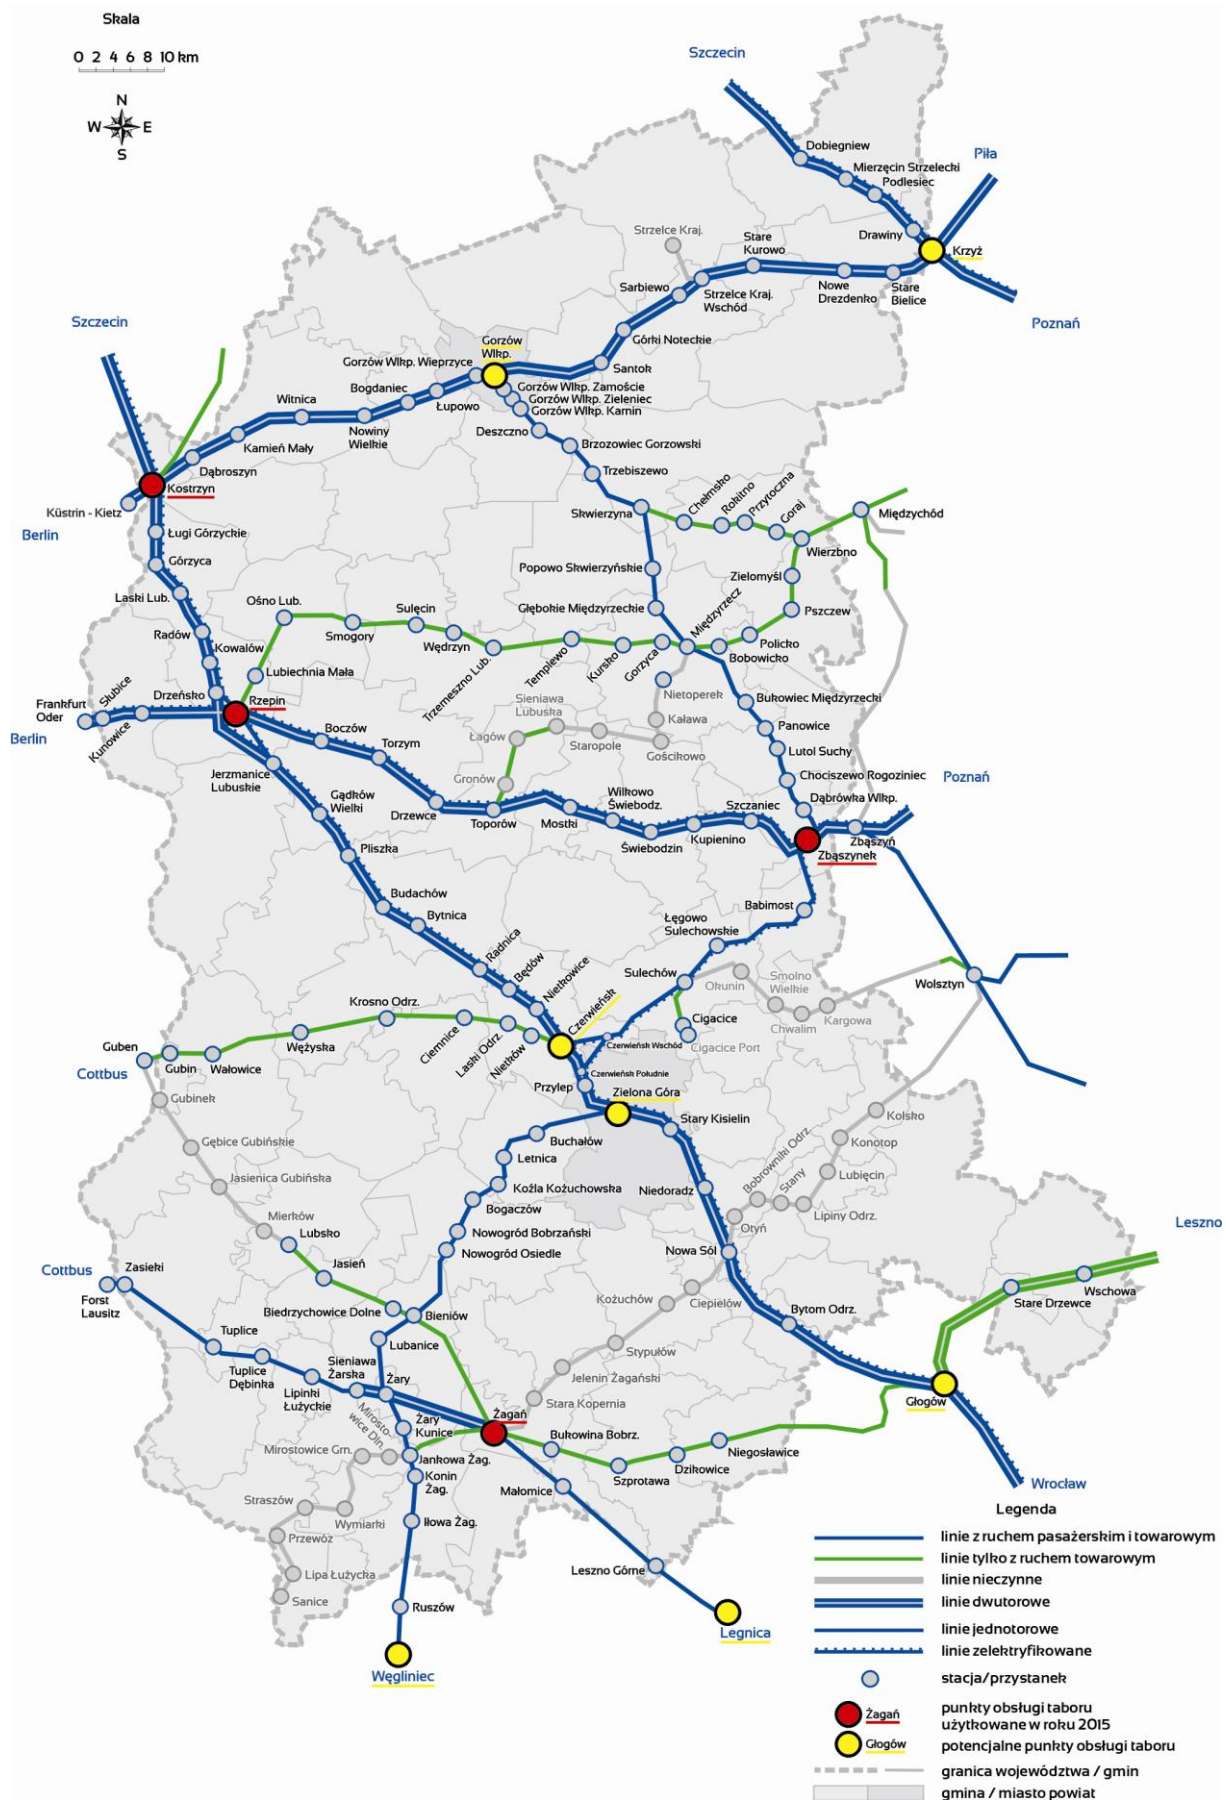 Skala
0 2 4 6 8 10 km
N
W E
S
Szczecin
Dobiegniew
Mierzęcin Strzelecki
Podlesiec
Piła
Drawiny
Krzyż
Strzelce Kraj.
Stare
Kurowo
Sarbiewo
Strzelce Kraj.
Wschód
Nowe
Drezdenko
Stare
Bielice
Poznań
Szczecin
Górki Noteckie
Gorzów
Wlkp.
Gorzów Wlkp. Wieprzyce
Santok
Bogdaniec
Gorzów Wlkp. Zamoście
Gorzów Wlkp. Zieleniec
Gorzów Wlkp. Karnin
Witnica
Łupowo
Nowiny
Wielkie
Deszczno
Brzozowiec Gorzowski
Kamień Mały
Dąbroszyn
Trzebiszewo
Kostrzyn
Küstrin - Kietz
Berlin
Skwierzyna
Chełmsko
Rokitno
Przytoczna
Goraj
Międzychód
Wierzbno
Ługi Górzyckie
Górzyca
Popowo Skwierzyńskie
Zielomyśl
Laski Lub.
Ośno Lub.
Sulęcin
Głębokie Międzyrzeckie
Międzyrzecz
Pszczew
Radów
Smogory
Wędrzyn
Policko
Kowalów
Trzemeszno Lub.
Templewo
Kursko
Gorzyca
Bobowicko
Lubiechnia Mała
Nietoperek
Drzeńsko
Rzepin
Frankfurt
Oder
Słubice
Kunowice
Berlin
Sieniawa
Lubuska
Bukowiec Międzyrzecki
Kaława
Panowice
Boczów
Łagów
Staropole
Gościkowo
Lutol Suchy
Torzym
Jerzmanice
Lubuskie
Gronów
Chociszewo Rogoziniec
Poznań
Gądków
Wielki
Drzewce
Toporów
Mostki
Wilkowo
Świebodz.
Szczaniec
Dąbrówka Wlkp.
Świebodzin
Kupienino
Zbąszyń
Zbąszynek
Pliszka
Budachów
Bytnica
Babimost
Łęgowo
Sulechowskie
Radnica
Będów
Nietkowice
Sulechów
Okunin
Smolno
Wielkie
Wolsztyn
Krosno Odrz.
Czerwieńsk
Cigacice
Chwalim
Kargowa
Cigacice Port
Czerwieńsk Wschód
Guben
Gubin
Wałowice
Wężyska
Ciemnice
Laski Odrz.
Nietków
Cottbus
Czerwieńsk Południe
Przylep
Zielona Góra
Gubinek
Stary Kisielin
Kolsko
Buchałów
Konotop
Gębice Gubińskie
Letnica
Bobrowniki Odrz.
Stany
Lubięcin
Jasienica Gubińska
Koźla Kożuchowska
Niedoradz
Bogaczów
Lipiny Odrz.
Otyń
Mierków
Nowogród Bobrzański
Leszno
Lubsko
Nowogród Osiedle
Nowa Sól
Jasień
Cottbus
Zasieki
Forst
Lausitz
Wschowa
Biedrzychowice Dolne
Bieniów
Kożuchów
Ciepielów
Stare Drzewce
Bytom Odrz.
Tuplice
Lubanice
Stypułów
Tuplice
Dębinka
Sieniawa
Żarska
Żary
Jelenin Żagański
Lipinki
Łużyckie
Stara Kopernia
Głogów
Mirosto-
wice Dln.
Żary
Kunice
Żagań
Bukowina Bobrz.
Mirostowice Grn.
Jankowa Żag.
Niegosławice
Konin
Żag.
Szprotawa
Dzikowice
Małomice
Wrocław
Straszów
Wymiarki
Iłowa Żag.
Przewóz
Lipa Łużycka
Leszno Górne
Sanice
Ruszów
Legnica
Węgliniec
Legenda
linie z ruchem pasażerskim i towarowym
linie tylko z ruchem towarowym
linie nieczynne
linie dwutorowe
linie jednotorowe
linie zelektryfikowane
stacja/przystanek
Żagań
punkty obsługi taboru
użytkowane w roku 2015
Głogów
potencjalne punkty obsługi taboru
granica województwa / gmin
gmina / miasto powiat